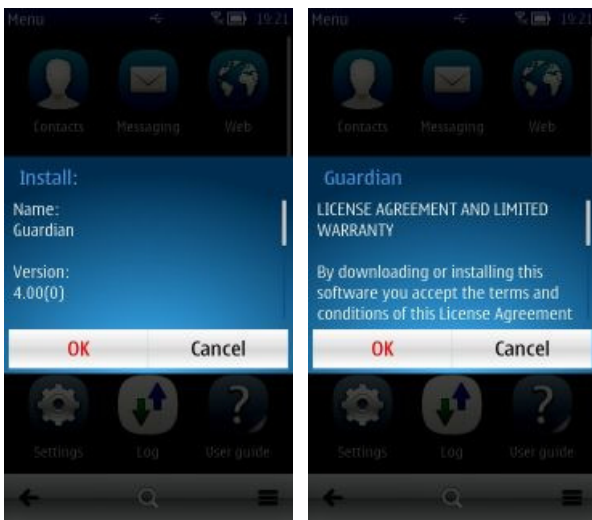 Menu 19:21
Contacts Messaging Web
Install:
Name:
Guardian
Version:
4.00(0)
OK Cancel
Settings Log User guide
Menu 19:21
Contacts Messaging Web
Guardian
LICENSE AGREEMENT AND LIMITED
WARRANTY
By downloading or installing this
software you accept the terms and
conditions of this License Agreement
OK Cancel
Settings Log User guide